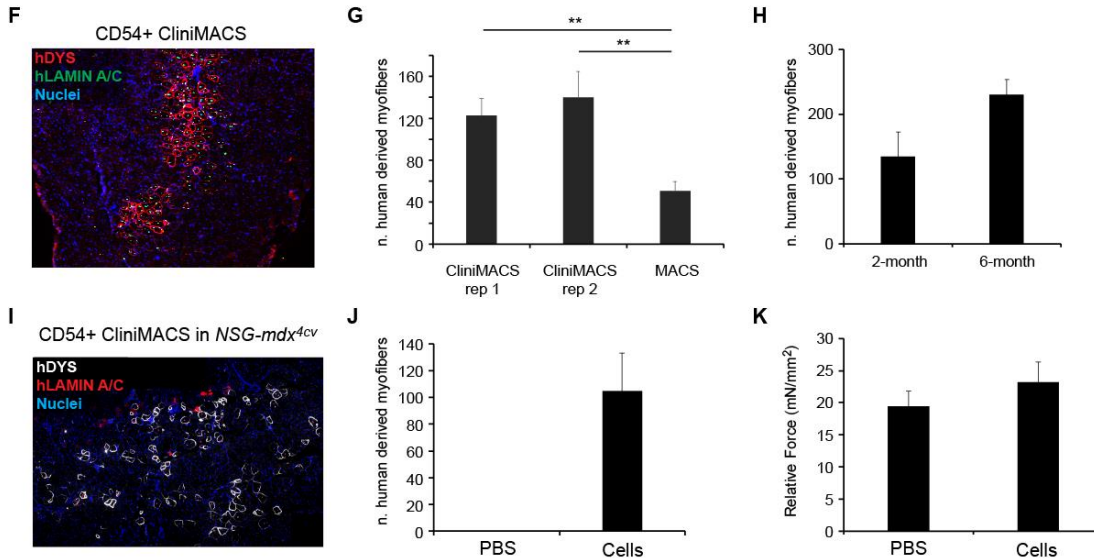 F
CD54+ CliniMACS
hDYS
hLAMIN A/C
Nuclei
G
**
**
n. human derived myofibers
160
120
80
40
0
CliniMACS
rep 1
CliniMACS
rep 2
MACS
H
n. human derived myofibers
300
200
100
0
2-month
6-month
I
CD54+ CliniMACS in NSG-mdx4cv
hDYS
hLAMIN A/C
Nuclei
J
n. human derived myofibers
140
120
100
80
60
40
20
0
PBS
Cells
K
Relative Force (mN/mm2)
30
25
20
15
10
5
0
PBS
Cells